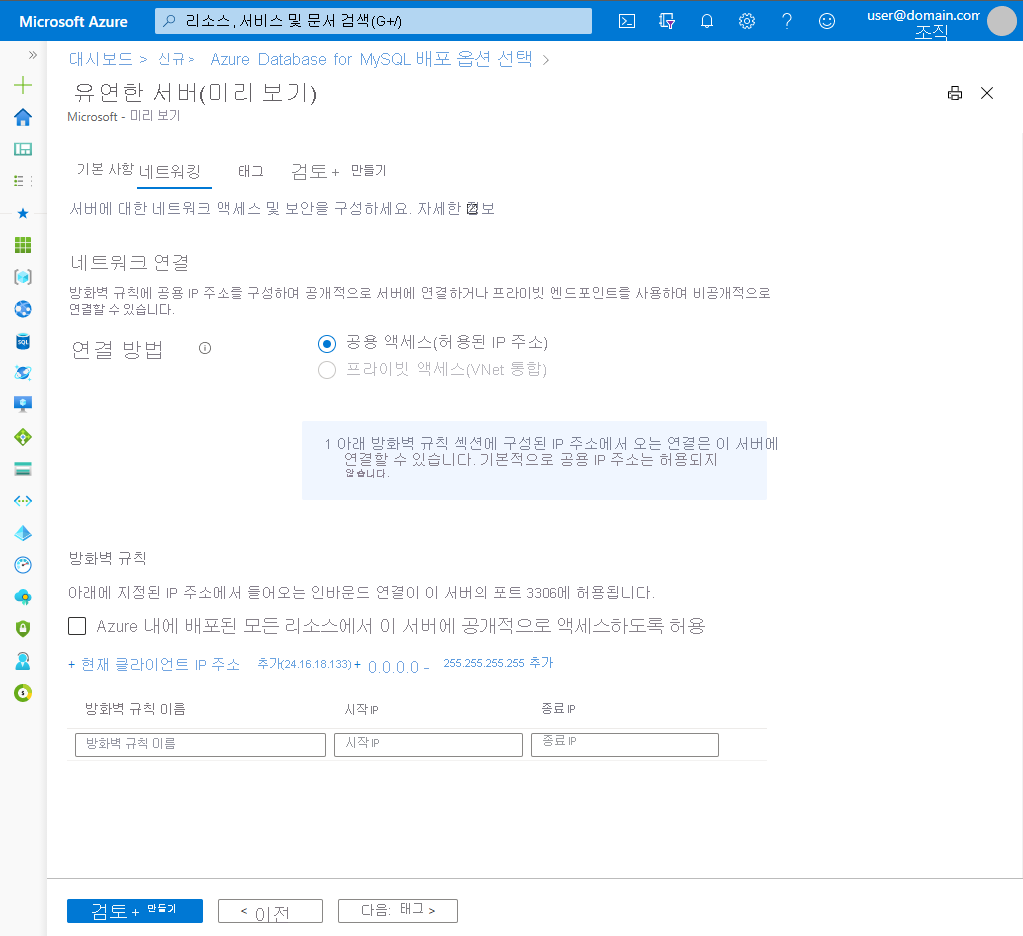 Microsoft Azure
리소스, 서비스 및 문서 검색(G+/)
user@domain.com
조직
대시보드 > 신규> Azure Database for MySQL 배포 옵션 선택 >
유연한 서버(미리 보기)
Microsoft - 미리 보기
기본 사항 네트워킹 태그 검토+ 만들기
서버에 대한 네트워크 액세스 및 보안을 구성하세요. 자세한 정보
네트워크 연결
방화벽 규칙에 공용 IP 주소를 구성하여 공개적으로 서버에 연결하거나 프라이빗 엔드포인트를 사용하여 비공개적으로
연결할 수 있습니다.
연결 방법
공용 액세스(허용된 IP 주소)
프라이빗 액세스(VNet 통합)
1 아래 방화벽 규칙 섹션에 구성된 IP 주소에서 오는 연결은 이 서버에
연결할 수 있습니다. 기본적으로 공용 IP 주소는 허용되지
않습니다.
방화벽 규칙
아래에 지정된 IP 주소에서 들어오는 인바운드 연결이 이 서버의 포트 3306에 허용됩니다.
Azure 내에 배포된 모든 리소스에서 이 서버에 공개적으로 액세스하도록 허용
+ 현재 클라이언트 IP 주소 추가(24.16.18.133)+ 0.0.0.0 - 255.255.255.255 추가
방화벽 규칙 이름 시작 IP 종료 IP
방화벽 규칙 이름 시작 IP 종료 IP
검토+ 만들기 < 이전 다음: 태그 >